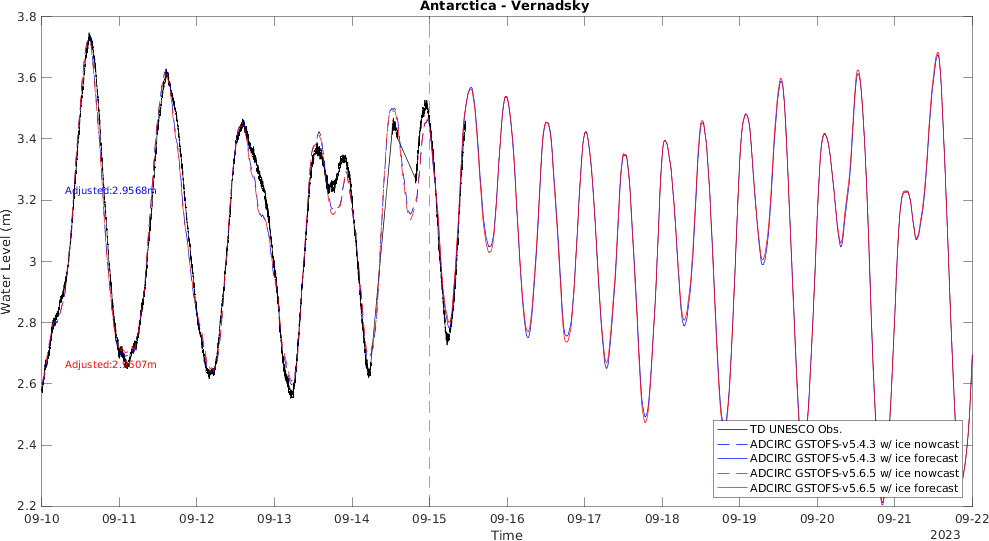 Antarctica - Vernadsky
3.8
3.6
3.4
3.2
3
2.8
2.6
2.4
2.2
Water Level (m)
Adjusted:2.9568m
TD UNESCO Obs.
ADCIRC GSTOFS-v5.4.3 w/ ice nowcast
ADCIRC GSTOFS-v5.4.3 w/ ice forecast
ADCIRC GSTOFS-v5.6.5 w/ ice nowcast
ADCIRC GSTOFS-v5.6.5 w/ ice forecast
09-10 09-11 09-12 09-13 09-14 09-15 09-16 09-17 09-18 09-19 09-20 09-21 09-22
Time
2023